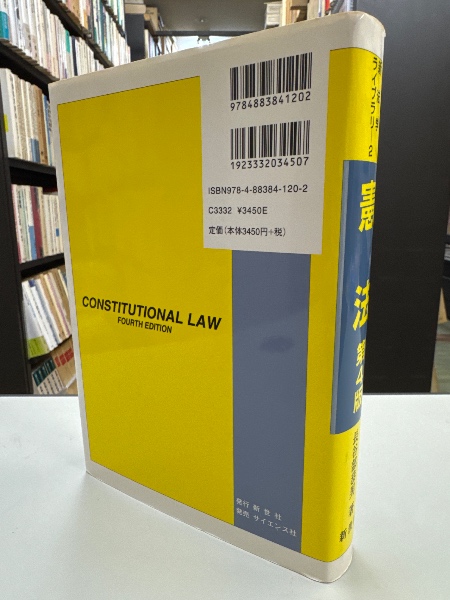 9784883841202
1923332034507
ISBN978-4-88384-120-2
C3332 ¥3450E
定価(本体3450円+税)
CONSTITUTIONAL LAW
FOURTH EDITION
発行 新世社
発売 サイエンス社
ライブラリ 2
憲法
第4版